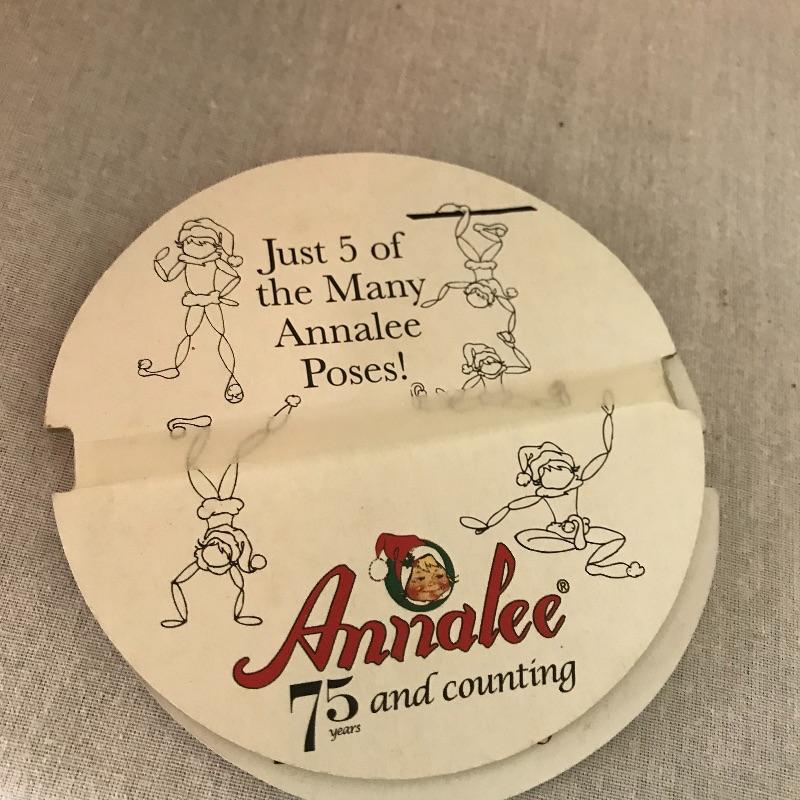 Just 5 of
the Many
Annalee
Poses!
Annalee®
75 and counting
years